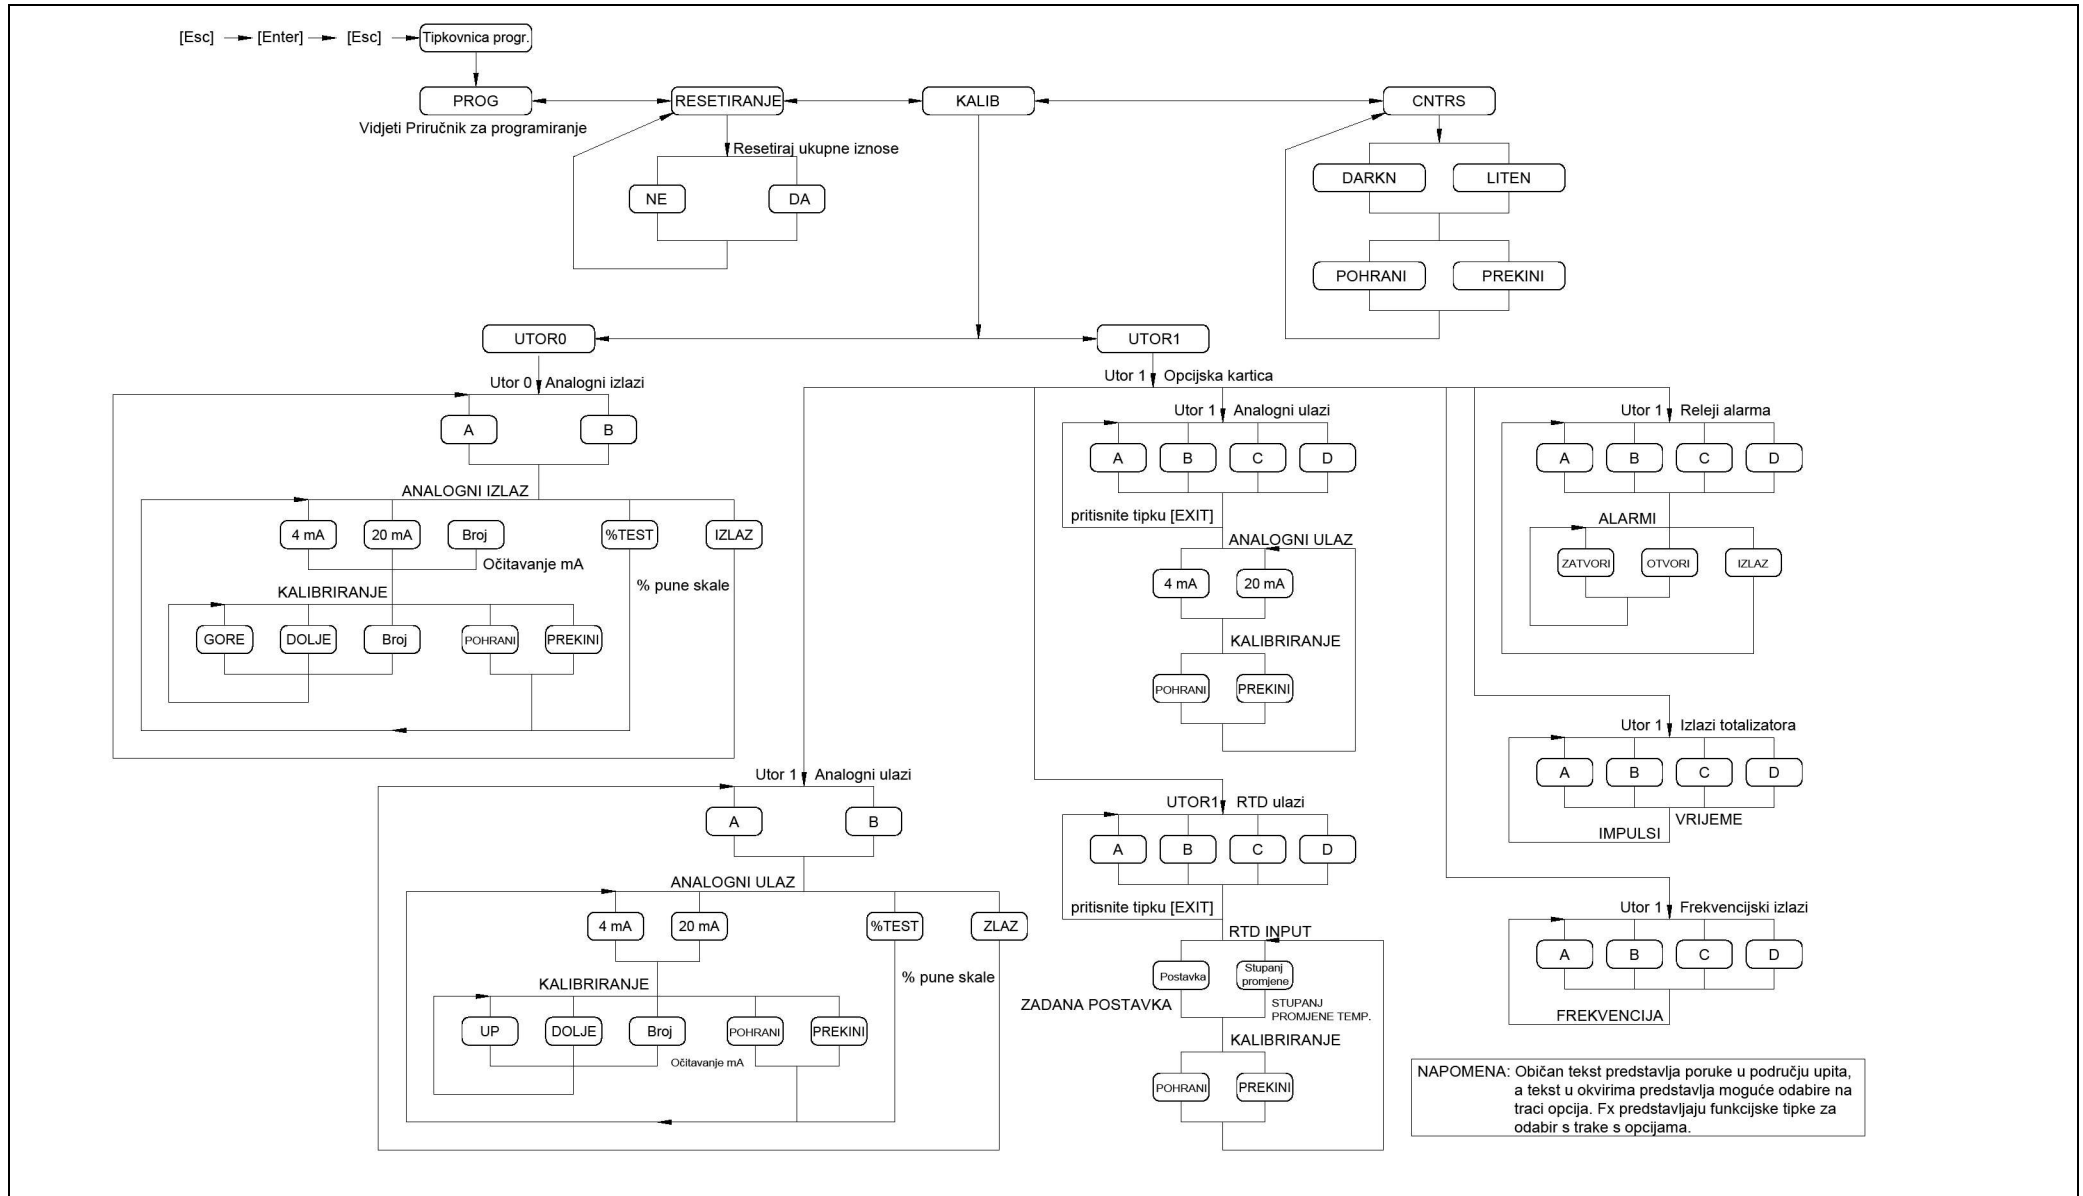 [Esc] [Enter] [Esc] Tipkovnica progr.
PROG RESETIRANJE KALIB CNTRS
Vidjeti Priručnik za programiranje
Resetiraj ukupne iznose
NE DA
DARKN LITEN
POHRANI PREKINI
UTOR0 UTOR1
Utor 0 Analogni izlazi
A B
ANALOGNI IZLAZ
4 mA 20 mA Broj %TEST IZLAZ
Očitavanje mA
% pune skale
KALIBRIRANJE
GORE DOLJE Broj POHRANI PREKINI
Utor 1 Opcijska kartica
Utor 1 Analogni ulazi
A B C D
pritisnite tipku [EXIT]
ANALOGNI ULAZ
4 mA 20 mA
KALIBRIRANJE
POHRANI PREKINI
Utor 1 Releji alarma
A B C D
ALARMI
ZATVORI OTVORI IZLAZ
Utor 1 Izlazi totalizatora
A B C D
VRIJEME
IMPULSI
Utor 1 Analogni ulazi
A B
ANALOGNI ULAZ
4 mA 20 mA %TEST ZLAZ
% pune skale
KALIBRIRANJE
UP DOLJE Broj POHRANI PREKINI
Očitavanje mA
UTOR1 RTD ulazi
A B C D
pritisnite tipku [EXIT]
RTD INPUT
Postavka
Stupanj
promjene
ZADANA POSTAVKA
STUPANJ
PROMJENE TEMP.
KALIBRIRANJE
POHRANI PREKINI
Utor 1 Frekvencijski izlazi
A B C D
FREKVENCIJA
NAPOMENA: Običan tekst predstavlja poruke u području upita,
a tekst u okvirima predstavlja moguće odabire na
traci opcija. Fx predstavljaju funkcijske tipke za
odabir s trake s opcijama.